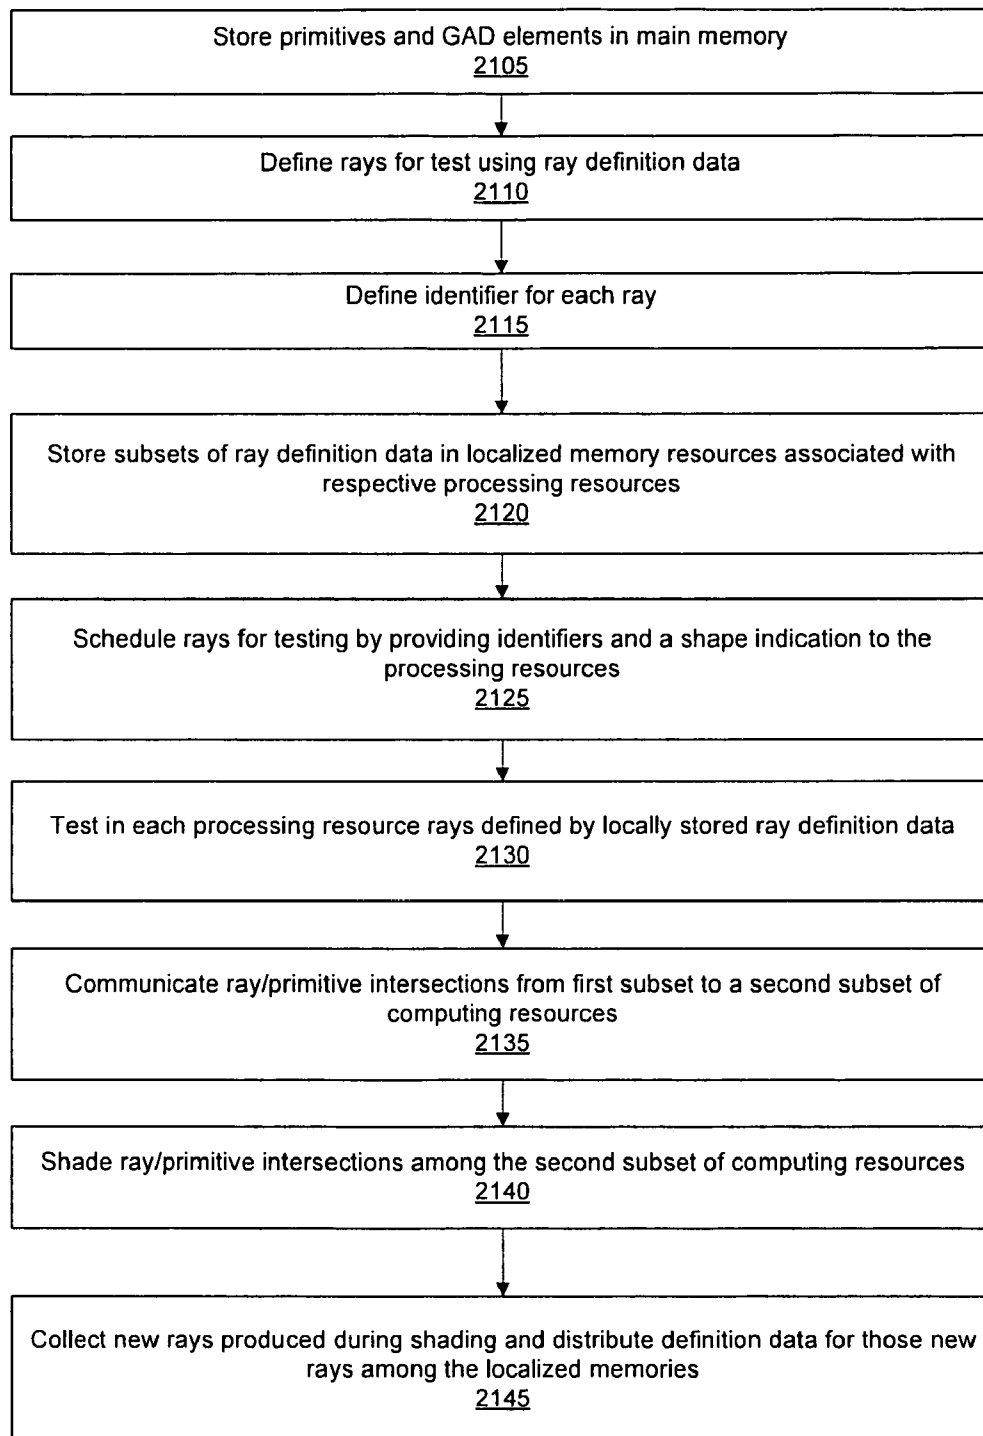 Store primitives and GAD elements in main memory
2105
Define rays for test using ray definition data
2110
Define identifier for each ray
2115
Store subsets of ray definition data in localized memory resources associated with
respective processing resources
2120
Schedule rays for testing by providing identifiers and a shape indication to the
processing resources
2125
Test in each processing resource rays defined by locally stored ray definition data
2130
Communicate ray/primitive intersections from first subset to a second subset of
computing resources
2135
Shade ray/primitive intersections among the second subset of computing resources
2140
Collect new rays produced during shading and distribute definition data for those new
rays among the localized memories
2145